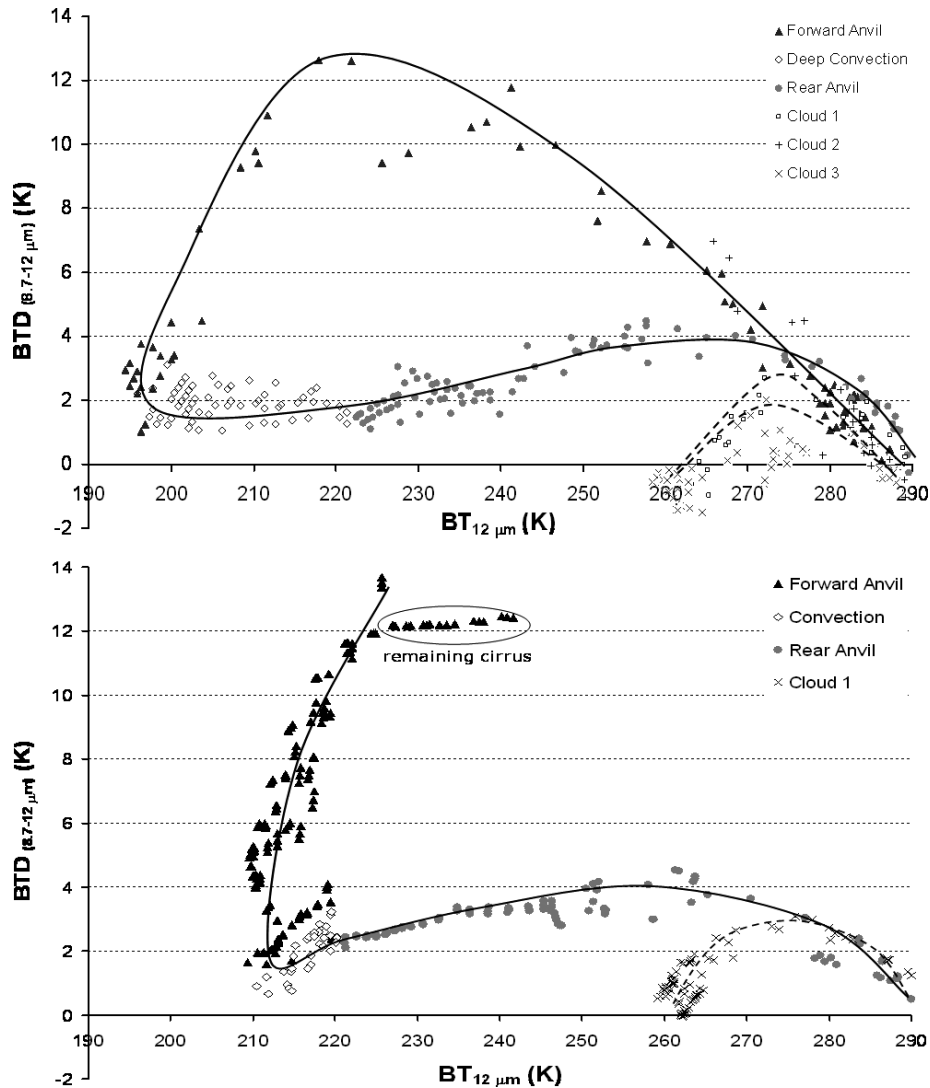 14
12
10
8
6
4
2
0
-2
BTD (8.7-12 μm) (K)
190 200 210 220 230 240 250 260 270 280 290
BT12 μm (K)
Forward Anvil
Deep Convection
Rear Anvil
Cloud 1
Cloud 2
Cloud 3
14
12
10
8
6
4
2
0
-2
BTD (8.7-12 μm) (K)
190 200 210 220 230 240 250 260 270 280 290
BT12 μm (K)
Forward Anvil
Convection
Rear Anvil
Cloud 1
remaining cirrus